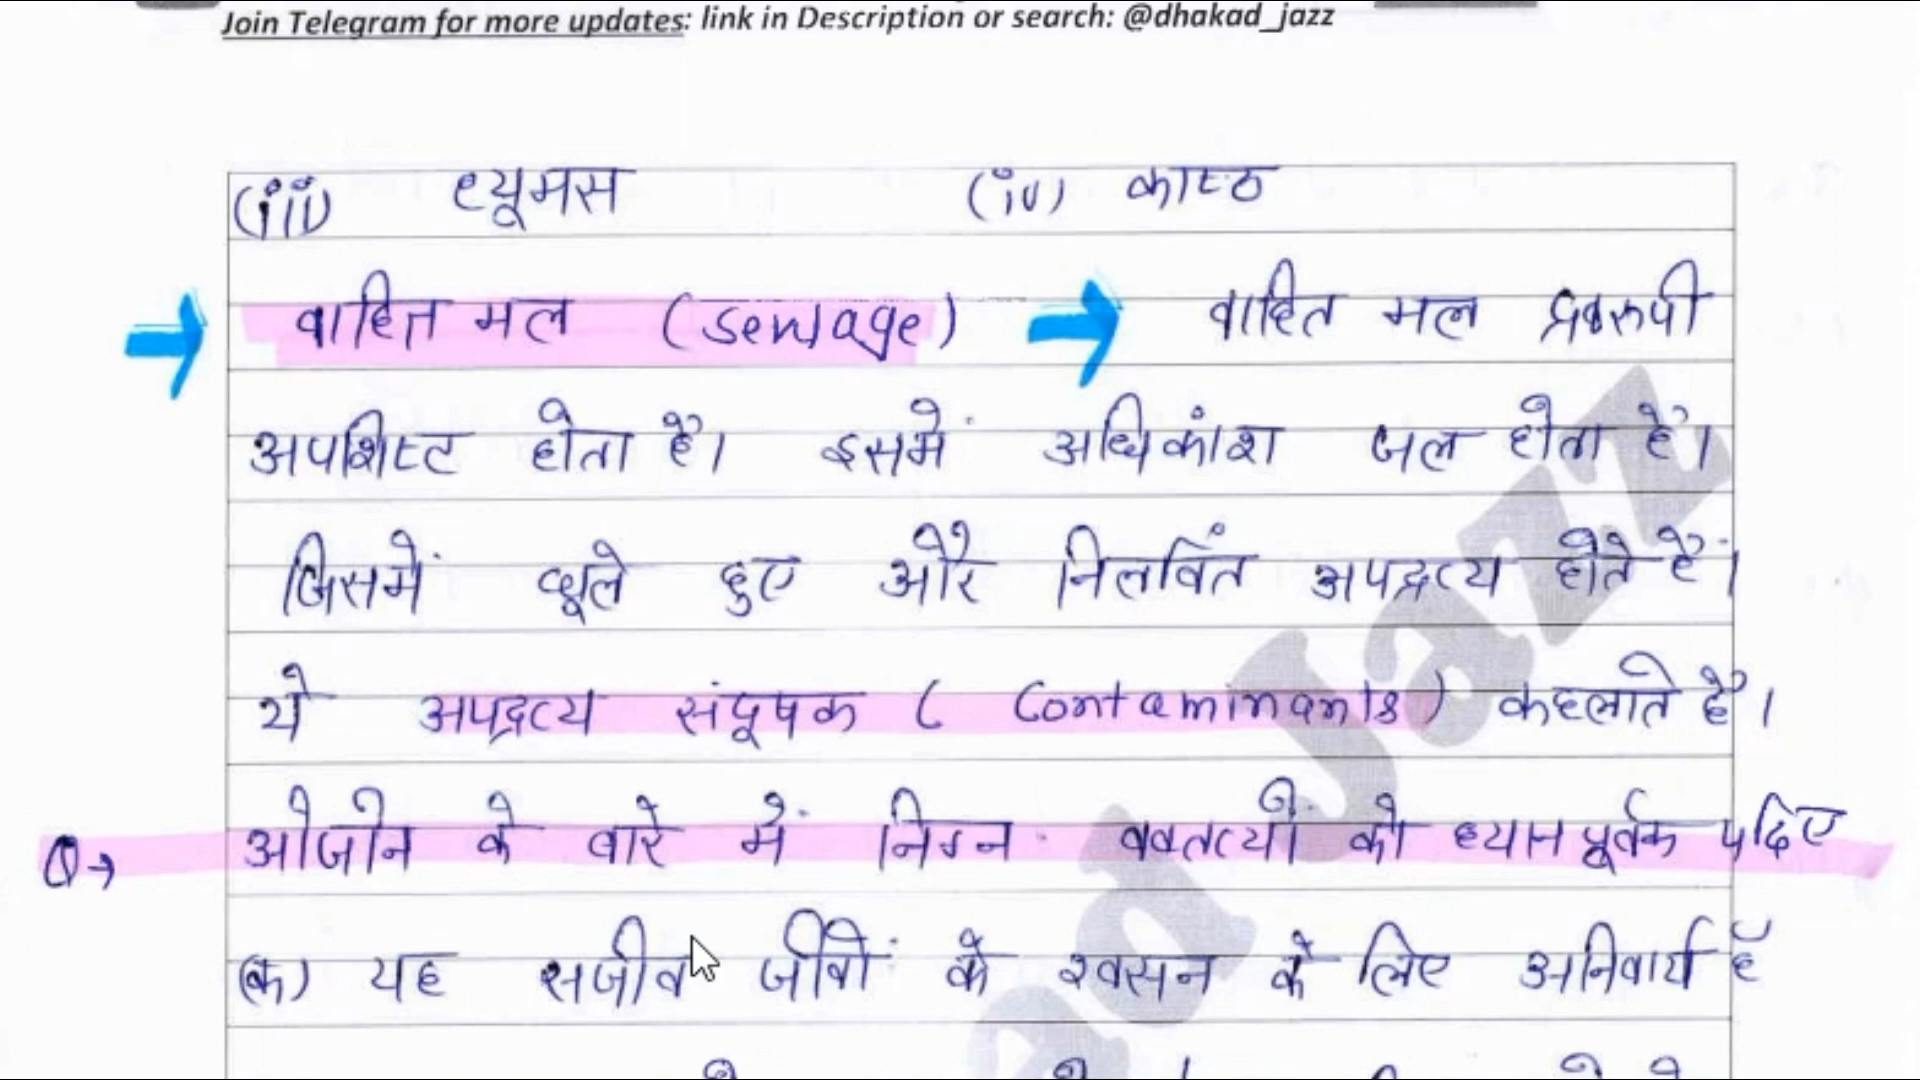 Join Telegram for more updates: link in Description or search: @dhakad_jazz
(iii) ह्यूमस (iv) काष्ठ
वाहित मल (Sewage) → वाहित मल द्रवरूपी
अपशिष्ट होता है। इसमें अधिकांश जल होता है।
जिसमें घूले हुए और निलवितं अपद्रव्य होते हैं।
ये अपद्रव्य संदूषक ( Contaminants) कहलाते हैं।
Q→ ओजोन के बारे में निम्न वक्तव्यों को ध्यानपूर्वक पढिए
(क) यह सजीव जीवों के श्वसन के लिए अनिवार्य है
Jazz